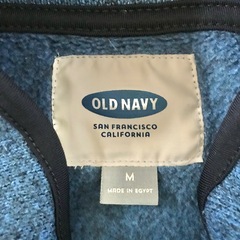 OLD NAVY
SAN FRANCISCO
CALIFORNIA
M
MADE IN EGYPT